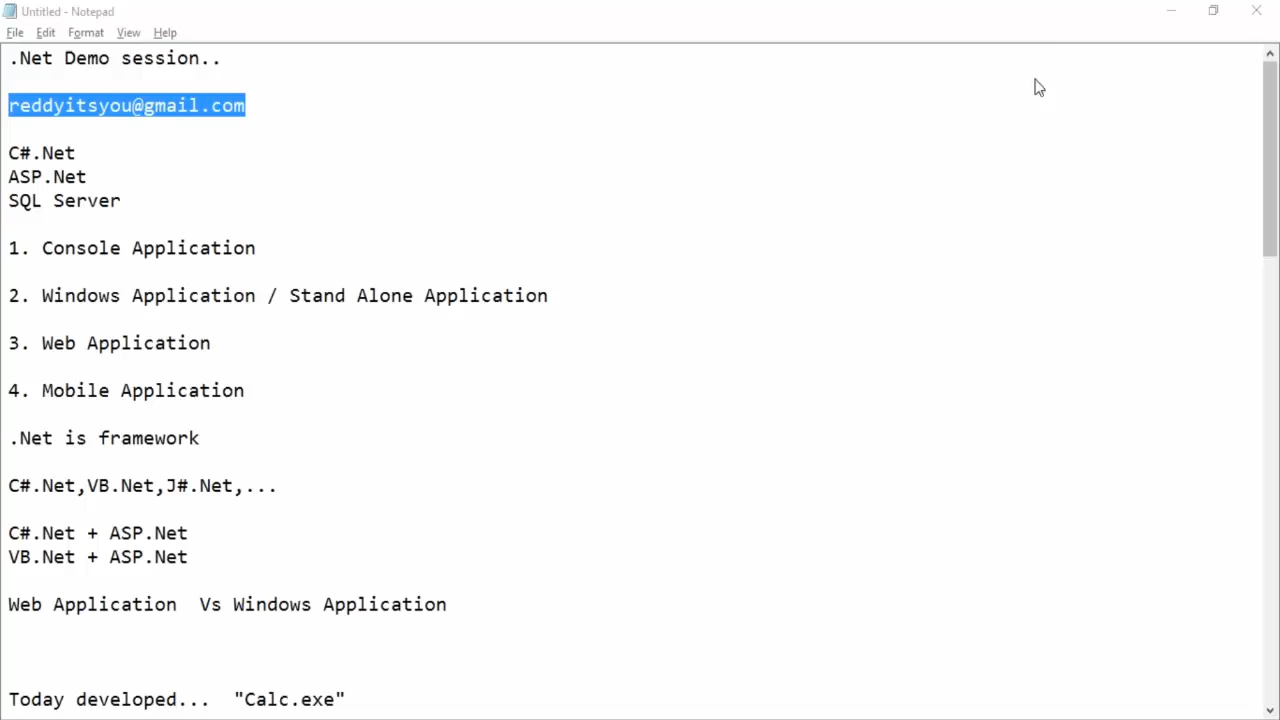 Untitled - Notepad
File Edit Format View Help
.Net Demo session..
reddyitsyou@gmail.com
C#.Net
ASP.Net
SQL Server
1. Console Application
2. Windows Application / Stand Alone Application
3. Web Application
4. Mobile Application
.Net is framework
C#.Net,VB.Net,J#.Net,...
C#.Net + ASP.Net
VB.Net + ASP.Net
Web Application  Vs Windows Application
Today developed...  "Calc.exe"